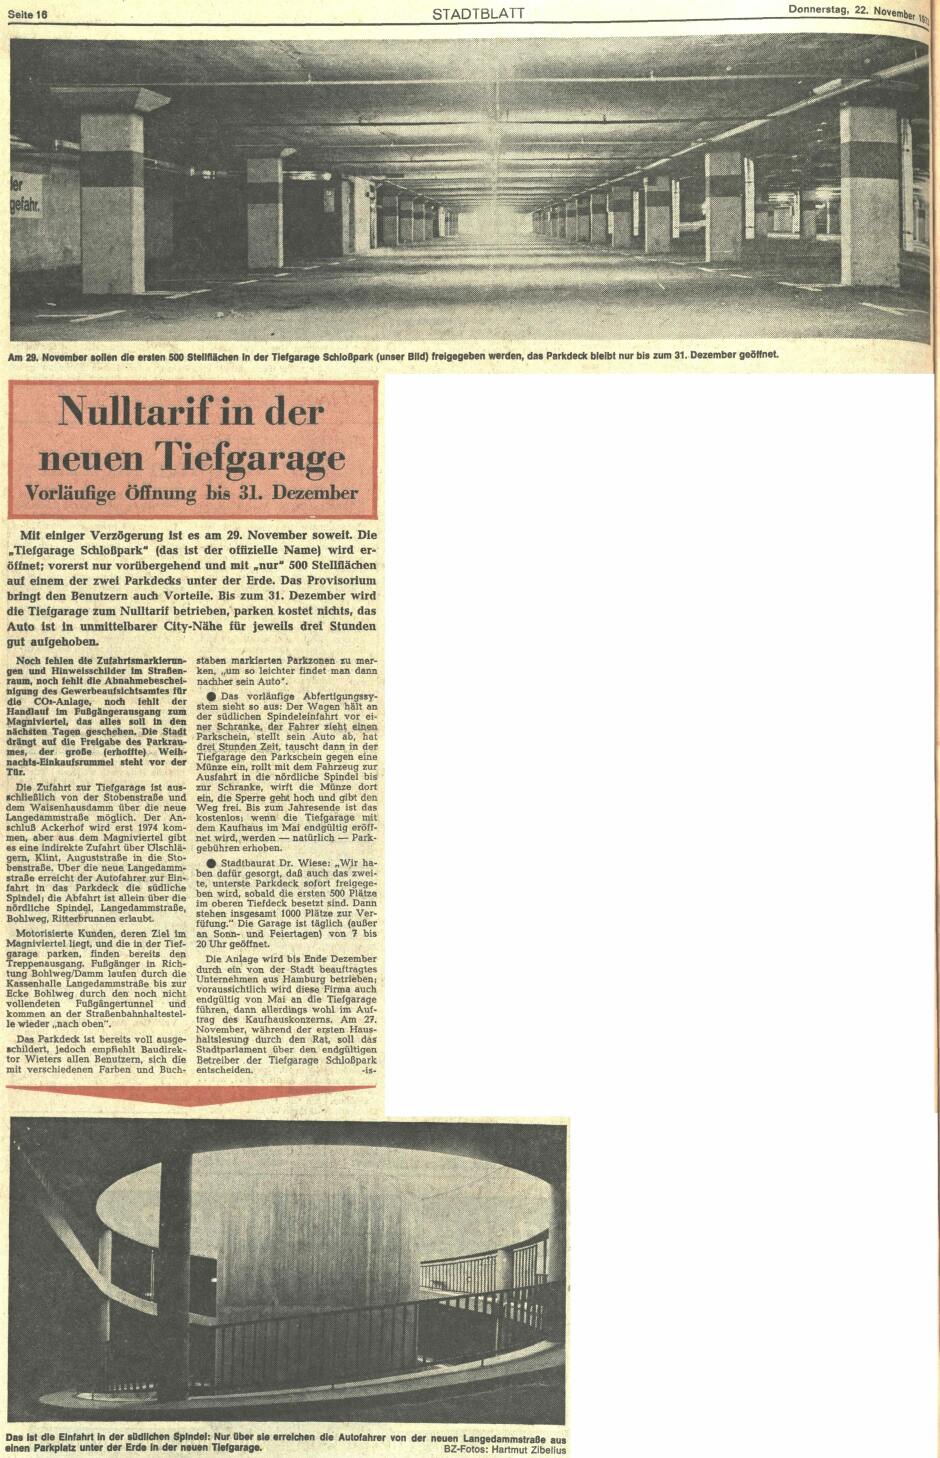 Seite 16
STADTBLATT
Donnerstag, 22. November 1973
er
gefahr.
Am 29. November sollen die ersten 500 Stellflächen in der Tiefgarage Schloßpark (unser Bild) freigegeben werden, das Parkdeck bleibt nur bis zum 31. Dezember geöffnet.
Nulltarif in der
neuen Tiefgarage
Vorläufige Öffnung bis 31. Dezember
Mit einiger Verzögerung ist es am 29. November soweit. Die
„Tiefgarage Schloßpark“ (das ist der offizielle Name) wird er-
öffnet; vorerst nur vorübergehend und mit „nur“ 500 Stellflächen
auf einem der zwei Parkdecks unter der Erde. Das Provisorium
bringt den Benutzern auch Vorteile. Bis zum 31. Dezember wird
die Tiefgarage zum Nulltarif betrieben, parken kostet nichts, das
Auto ist in unmittelbarer City-Nähe für jeweils drei Stunden
gut aufgehoben.
Noch fehlen die Zufahrtsmarkierun-
gen und Hinweisschilder im Straßen-
raum, noch fehlt die Abnahmebeschei-
nigung des Gewerbeaufsichtsamtes für
die CO₂-Anlage, noch fehlt der
Handlauf im Fußgängerausgang zum
Magniviertel, das alles soll in den
nächsten Tagen geschehen. Die Stadt
drängt auf die Freigabe des Parkrau-
mes, der große (erhoffte) Weih-
nachts-Einkaufsrummel steht vor der
Tür.
Die Zufahrt zur Tiefgarage ist aus-
schließlich von der Stobenstraße und
dem Waisenhausdamm über die neue
Langedammstraße möglich. Der An-
schluß Ackerhof wird erst 1974 kom-
men, aber aus dem Magniviertel gibt
es eine indirekte Zufahrt über Ölschlä-
gern, Klint, Auguststraße in die Sto-
benstraße. Über die neue Langedamm-
straße erreicht der Autofahrer zur Ein-
fahrt in das Parkdeck die südliche
Spindel; die Abfahrt ist allein über die
nördliche Spindel, Langedammstraße,
Bohlweg, Ritterbrunnen erlaubt.
Motorisierte Kunden, deren Ziel im
Magniviertel liegt, und die in der Tief-
garage parken, finden bereits den
Treppenausgang. Fußgänger in Rich-
tung Bohlweg/Damm laufen durch die
Kassenhalle Langedammstraße bis zur
Ecke Bohlweg durch den noch nicht
vollendeten Fußgängertunnel und
kommen an der Straßenbahnhaltestel-
le wieder „nach oben“.
Das Parkdeck ist bereits voll ausge-
schildert, jedoch empfiehlt Baudirek-
tor Wieters allen Benutzern, sich die
mit verschiedenen Farben und Buch-
staben markierten Parkzonen zu mer-
ken, „um so leichter findet man dann
nachher sein Auto“.
● Das vorläufige Abfertigungssy-
stem sieht so aus: Der Wagen hält an
der südlichen Spindeleinfahrt vor ei-
ner Schranke, der Fahrer zieht einen
Parkschein, stellt sein Auto ab, hat
drei Stunden Zeit, tauscht dann in der
Tiefgarage den Parkschein gegen eine
Münze ein, rollt mit dem Fahrzeug zur
Ausfahrt in die nördliche Spindel bis
zur Schranke, wirft die Münze dort
ein, die Sperre geht hoch und gibt den
Weg frei. Bis zum Jahresende ist das
kostenlos; wenn die Tiefgarage mit
dem Kaufhaus im Mai endgültig eröff-
net wird, werden — natürlich — Park-
gebühren erhoben.
● Stadtbaurat Dr. Wiese: „Wir ha-
ben dafür gesorgt, daß auch das zwei-
te, unterste Parkdeck sofort freigege-
ben wird, sobald die ersten 500 Plätze
im oberen Tiefdeck besetzt sind. Dann
stehen insgesamt 1000 Plätze zur Ver-
fügung.“ Die Garage ist täglich (außer
an Sonn- und Feiertagen) von 7 bis
20 Uhr geöffnet.
Die Anlage wird bis Ende Dezember
durch ein von der Stadt beauftragtes
Unternehmen aus Hamburg betrieben;
voraussichtlich wird diese Firma auch
endgültig von Mai an die Tiefgarage
führen, dann allerdings wohl im Auf-
trag des Kaufhauskonzerns. Am 27.
November, während der ersten Haus-
haltslesung durch den Rat, soll das
Stadtparlament über den endgültigen
Betreiber der Tiefgarage Schloßpark
entscheiden. -is-
Das ist die Einfahrt in der südlichen Spindel: Nur über sie erreichen die Autofahrer von der neuen Langedammstraße aus
einen Parkplatz unter der Erde in der neuen Tiefgarage. BZ-Fotos: Hartmut Zibelius